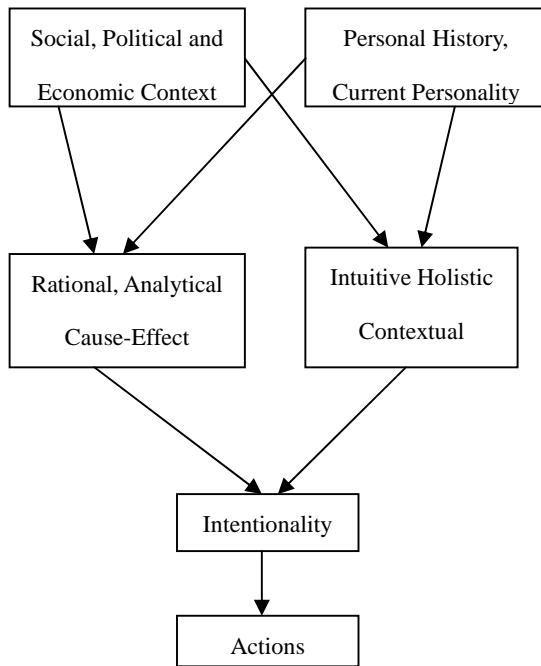 Social, Political and
Economic Context
Personal History,
Current Personality
Rational, Analytical
Cause-Effect
Intuitive Holistic
Contextual
Intentionality
Actions